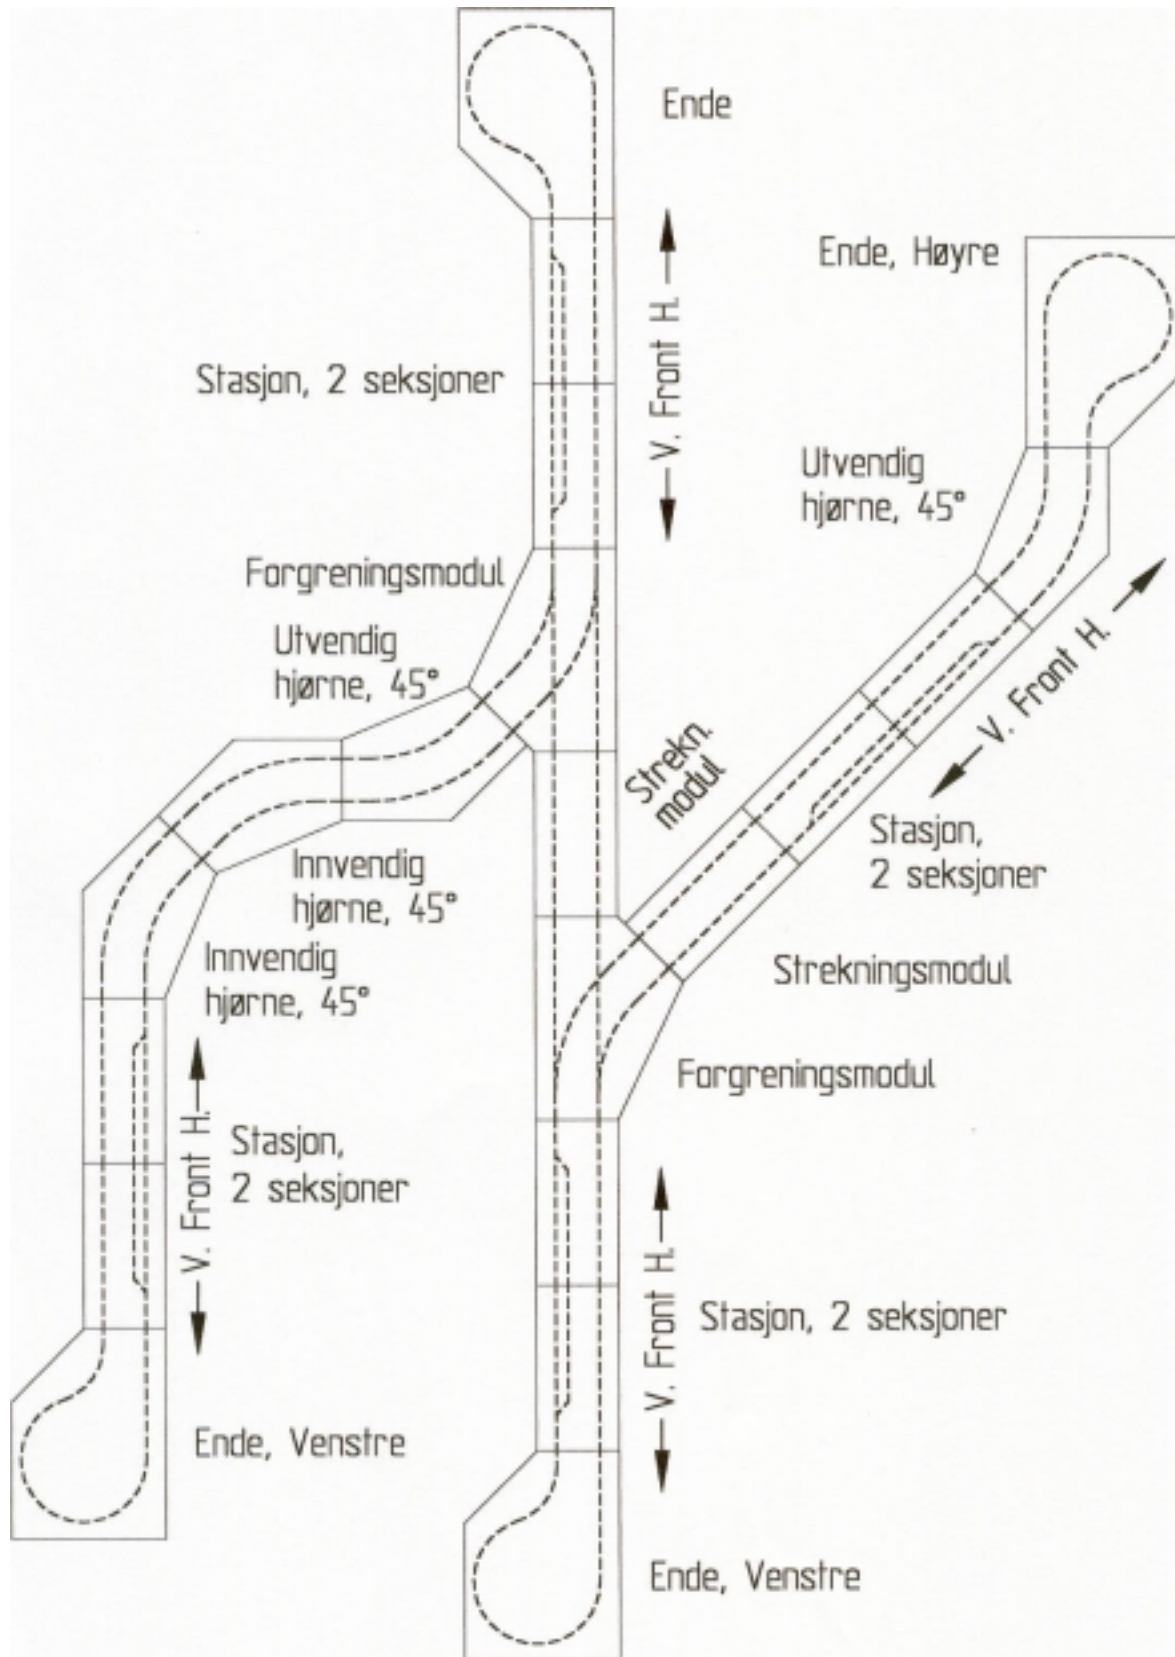 Ende
Ende, Høyre
V. Front H.
Stasjon, 2 seksjoner
Utvendig
hjørne, 45°
Forgreningsmodul
Utvendig
hjørne, 45°
V. Front H.
Strekn.
modul
Stasjon,
2 seksjoner
Innvendig
hjørne, 45°
Innvendig
hjørne, 45°
Strekningsmodul
Forgreningsmodul
V. Front H.
Stasjon,
2 seksjoner
V. Front H.
Stasjon, 2 seksjoner
Ende, Venstre
Ende, Venstre